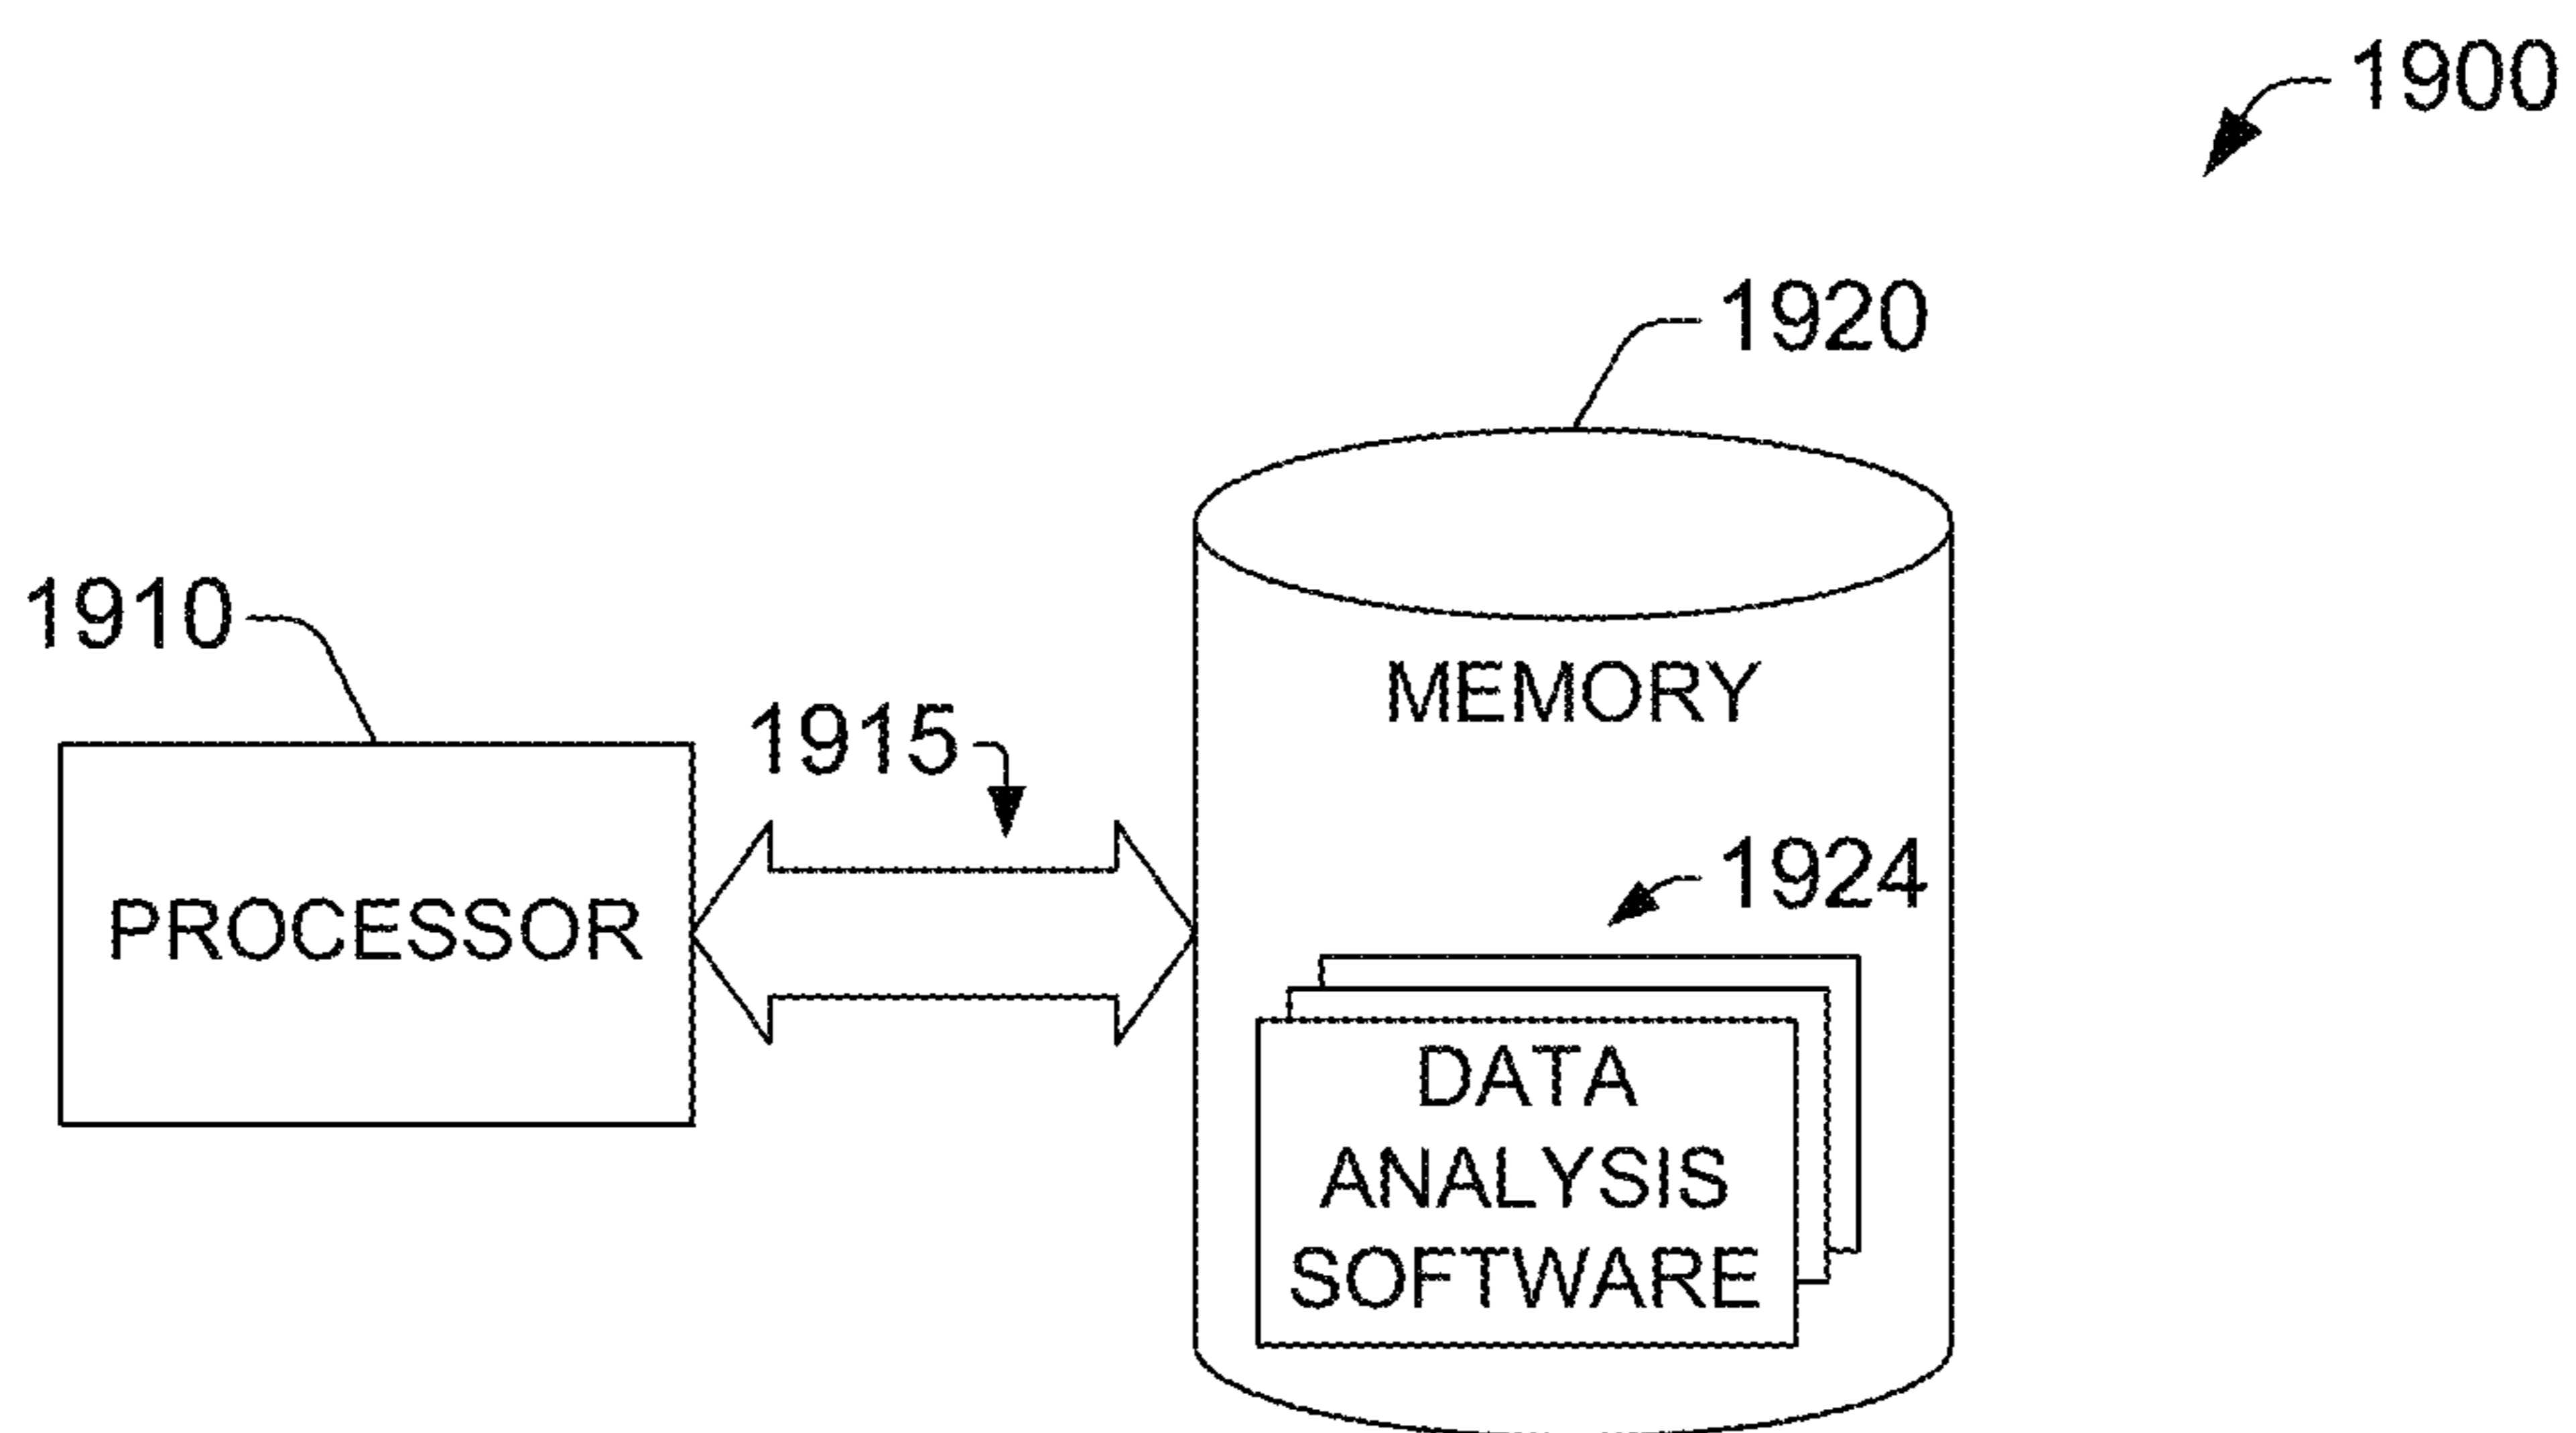 1900
1920
1910
MEMORY
1915
1924
PROCESSOR
DATA
ANALYSIS
SOFTWARE